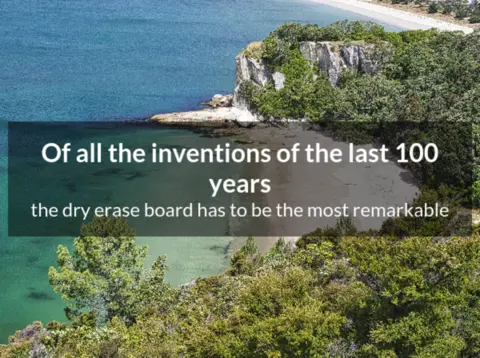 Of all the inventions of the last 100
years
the dry erase board has to be the most remarkable